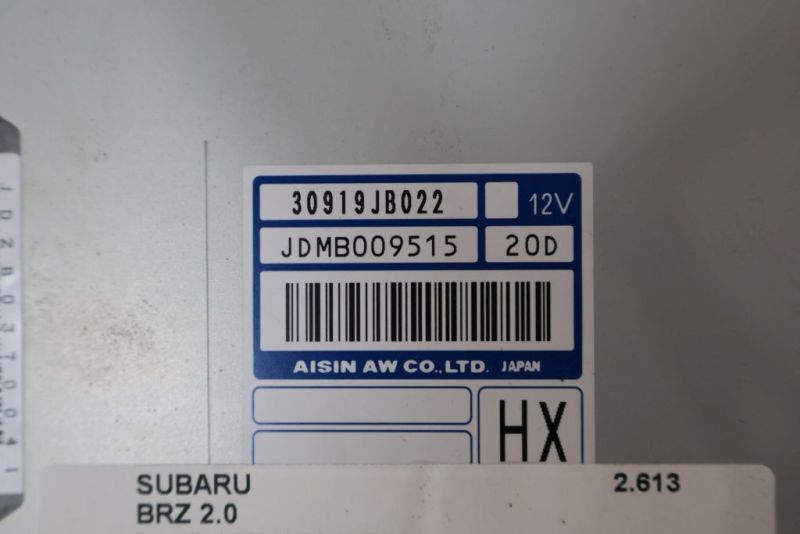 30919JB022
12V
JDMB009515
20D
AISIN AW CO.,LTD. JAPAN
HX
SUBARU
2.613
BRZ 2.0